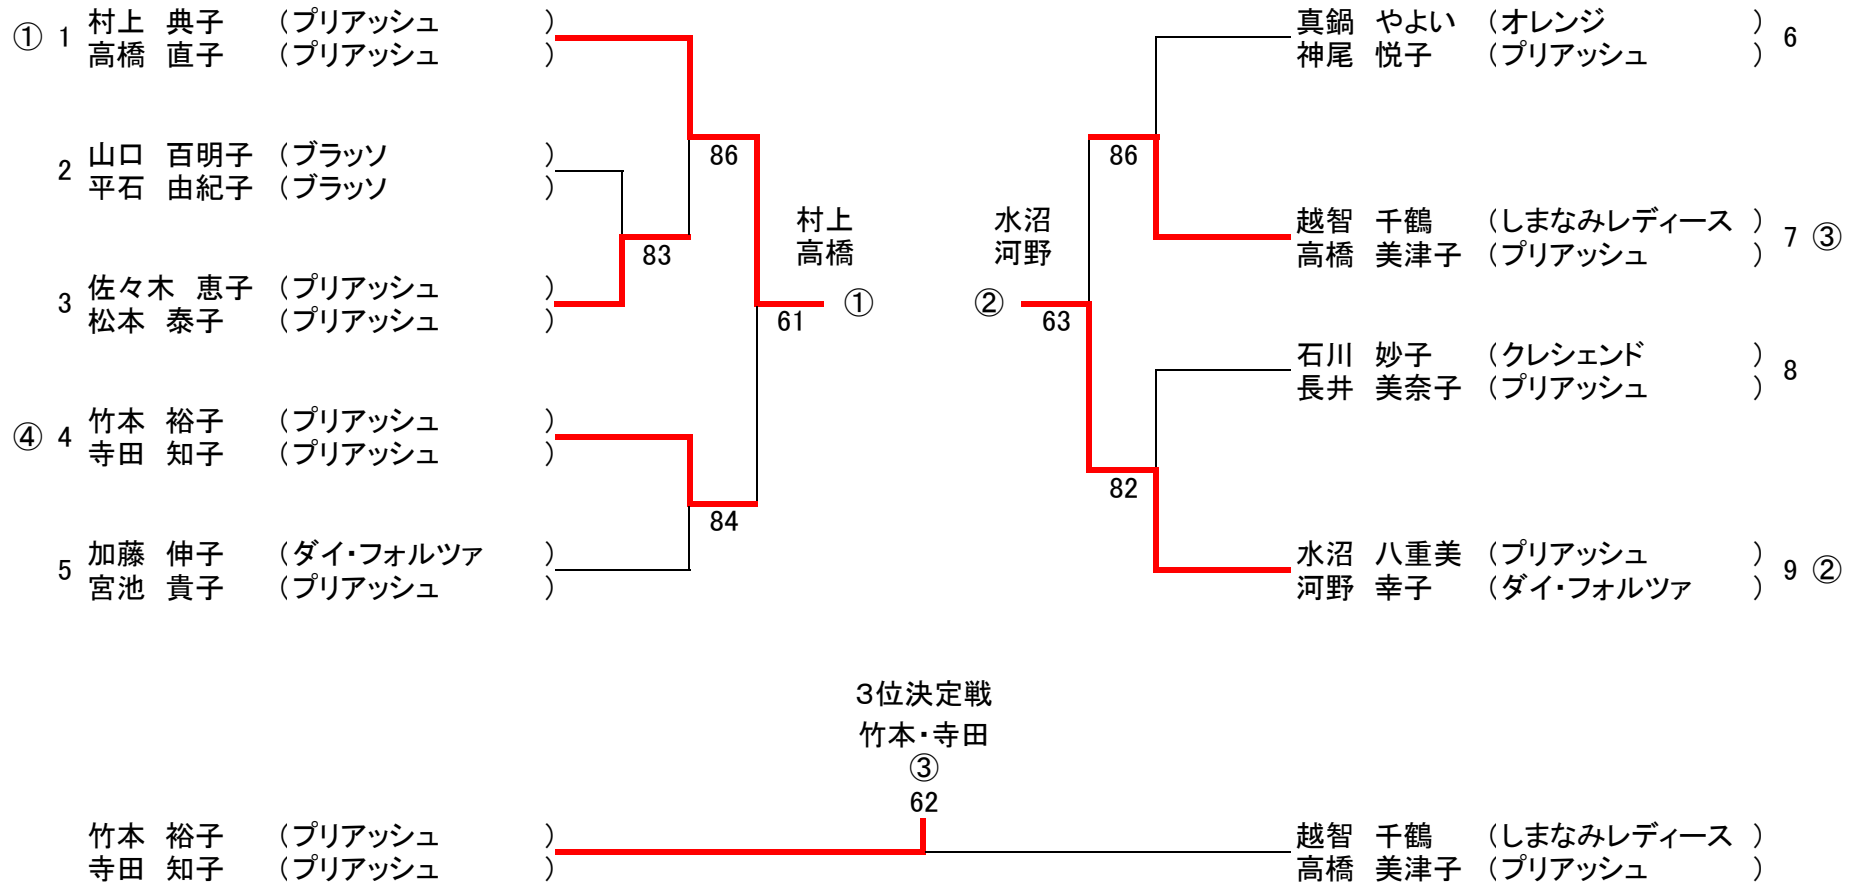 ① 1 村上 典子 （プリアッシュ ）
高橋 直子 （プリアッシュ ）
2 山口 百明子 （ブラッソ ）
平石 由紀子 （ブラッソ ）
3 佐々木 恵子 （プリアッシュ ）
松本 泰子 （プリアッシュ ）
④ 4 竹本 裕子 （プリアッシュ ）
寺田 知子 （プリアッシュ ）
5 加藤 伸子 （ダイ・フォルツァ ）
宮池 貴子 （プリアッシュ ）
86
83
84
村上
高橋
61 ①
水沼
河野
② 63
86
82
真鍋 やよい （オレンジ ） 6
神尾 悦子 （プリアッシュ ）
越智 千鶴 （しまなみレディース ） 7 ③
高橋 美津子 （プリアッシュ ）
石川 妙子 （クレシェンド ） 8
長井 美奈子 （プリアッシュ ）
水沼 八重美 （プリアッシュ ） 9 ②
河野 幸子 （ダイ・フォルツァ ）
３位決定戦
竹本・寺田
③
62
竹本 裕子 （プリアッシュ ）
寺田 知子 （プリアッシュ ）
越智 千鶴 （しまなみレディース ）
高橋 美津子 （プリアッシュ ）